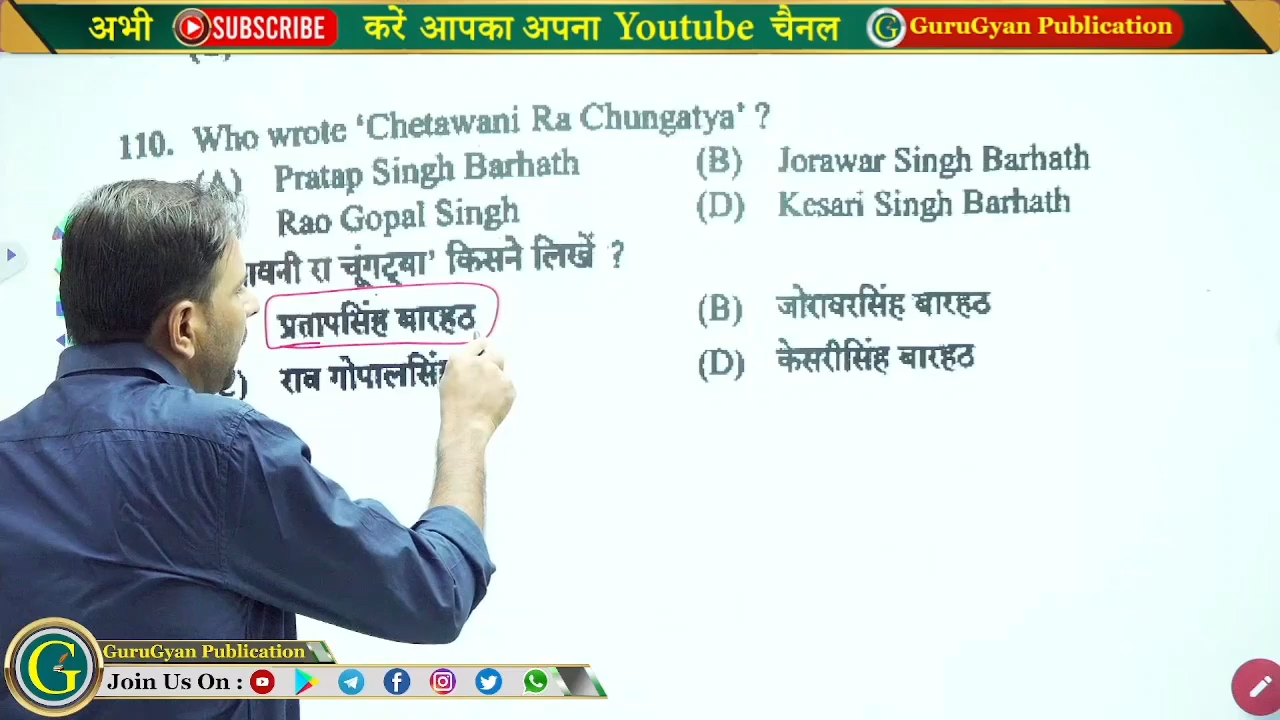 अभी SUBSCRIBE करें आपका अपना Youtube चैनल G GuruGyan Publication
110. Who wrote ‘Chetawani Ra Chungatya’ ?
(A) Pratap Singh Barhath (B) Jorawar Singh Barhath
Rao Gopal Singh (D) Kesari Singh Barhath
रा चूंगट्या’ किसने लिखें ?
प्रतापसिंह बारहठ (B) जोरावरसिंह बारहठ
राव (D) केसरीसिंह बारहठ
G GuruGyan Publication
Join Us On :